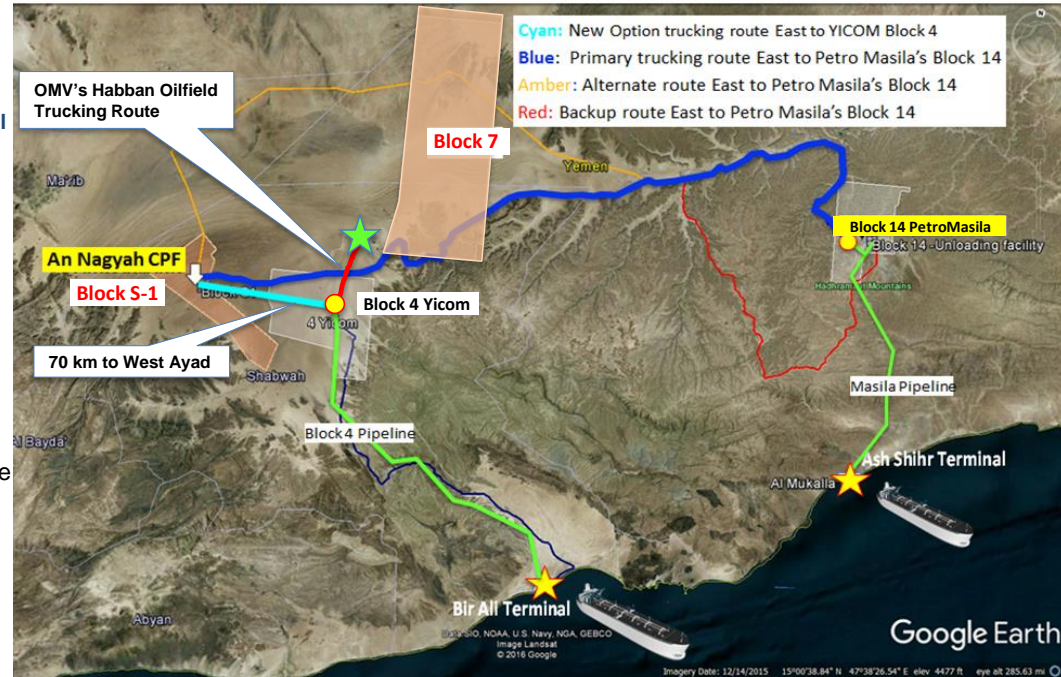 Cyan: New Option trucking route East to YICOM Block 4
Blue: Primary trucking route East to Petro Masila's Block 14
Amber: Alternate route East to Petro Masila's Block 14
Red: Backup route East to Petro Masila's Block 14
OMV's Habban Oilfield
Trucking Route
Block 7
Yemen
Ma'rib
Block 14 PetroMasila
Block 14 -Unloading facility
An Nagyah CPF
Block S-1
Hadhramaut Mountains
Block 4 Yicom
4 Yicom
70 km to West Ayad
Shabwah
Masila Pipeline
Block4 Pipeline
Al Bayda'
Ash Shihr Terminal
Al Mukalla
Bir Ali Terminal
Abyan
Data SIO, NOAA, U.S. Navy, NGA, GEBCO
Image Landsat
© 2016 Google
Google Earth
Imagery Date: 12/14/2015 15°00'38.84" N 47°38'26.54" E elev 4477 ft eye alt 285.63 mi